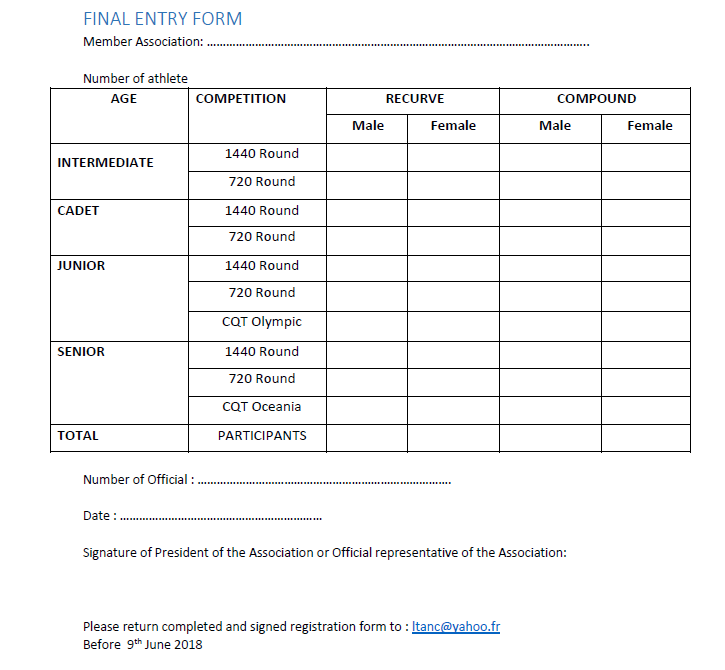 FINAL ENTRY FORM
Member Association: ........................................................................................................................
Number of athlete
AGE COMPETITION RECURVE COMPOUND
Male Female Male Female
INTERMEDIATE 1440 Round
720 Round
CADET 1440 Round
720 Round
JUNIOR 1440 Round
720 Round
CQT Olympic
SENIOR 1440 Round
720 Round
CQT Oceania
TOTAL PARTICIPANTS
Number of Official : ................................................................................
Date : ................................................................
Signature of President of the Association or Official representative of the Association:
Please return completed and signed registration form to : ltanc@yahoo.fr
Before 9th June 2018